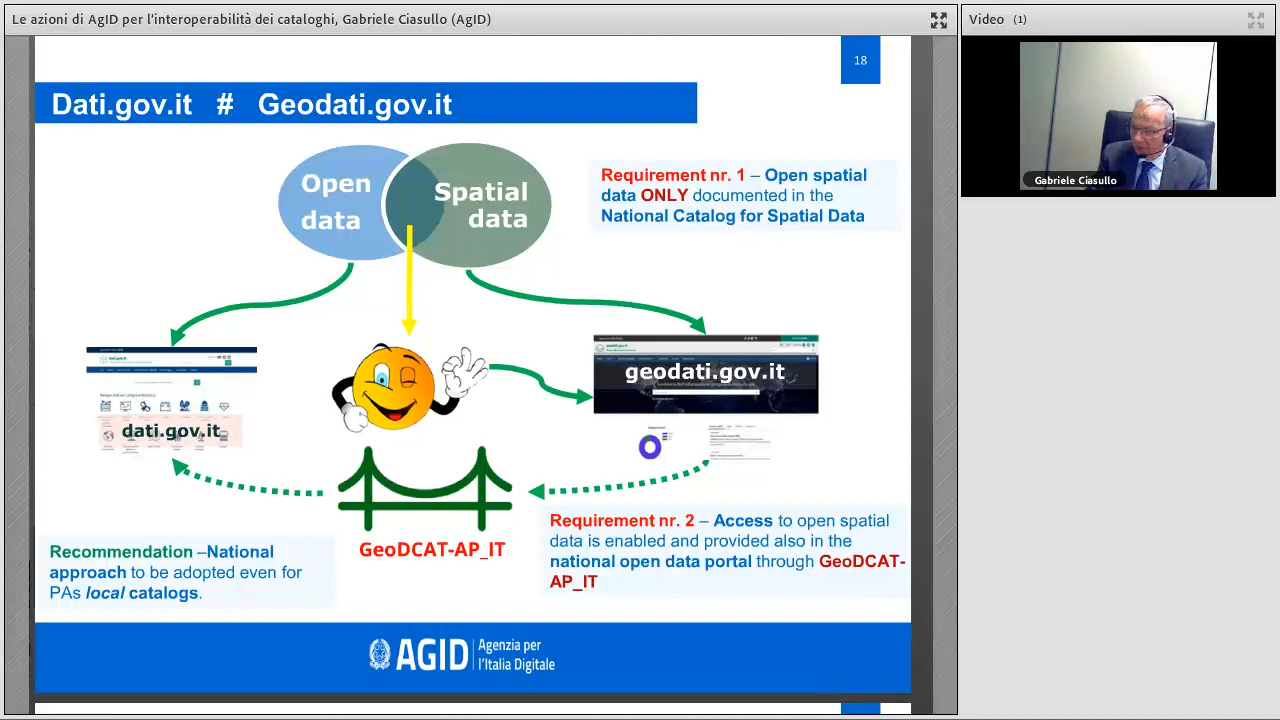 Le azioni di AgID per l'interoperabilità dei cataloghi, Gabriele Ciasullo (AgID)
Video (1)
18
Dati.gov.it # Geodati.gov.it
Open
data
Spatial
data
Requirement nr. 1 – Open spatial
data ONLY documented in the
National Catalog for Spatial Data
Gabriele Ciasullo
dati.gov.it
geodati.gov.it
GeoDCAT-AP_IT
Recommendation –National
approach to be adopted even for
PAs local catalogs.
Requirement nr. 2 – Access to open spatial
data is enabled and provided also in the
national open data portal through GeoDCAT-
AP_IT
AGID
Agenzia per
l'Italia Digitale